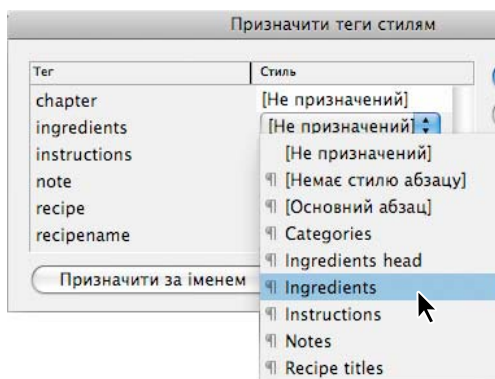 Призначити теги стилям
Тег Стиль
chapter [Не призначений]
ingredients [Не призначений]
instructions
[Не призначений]
note
¶ [Немає стилю абзацу]
recipe
¶ [Основний абзац]
recipename
¶ Categories
¶ Ingredients head
Призначити за іменем
¶ Ingredients
¶ Instructions
¶ Notes
¶ Recipe titles